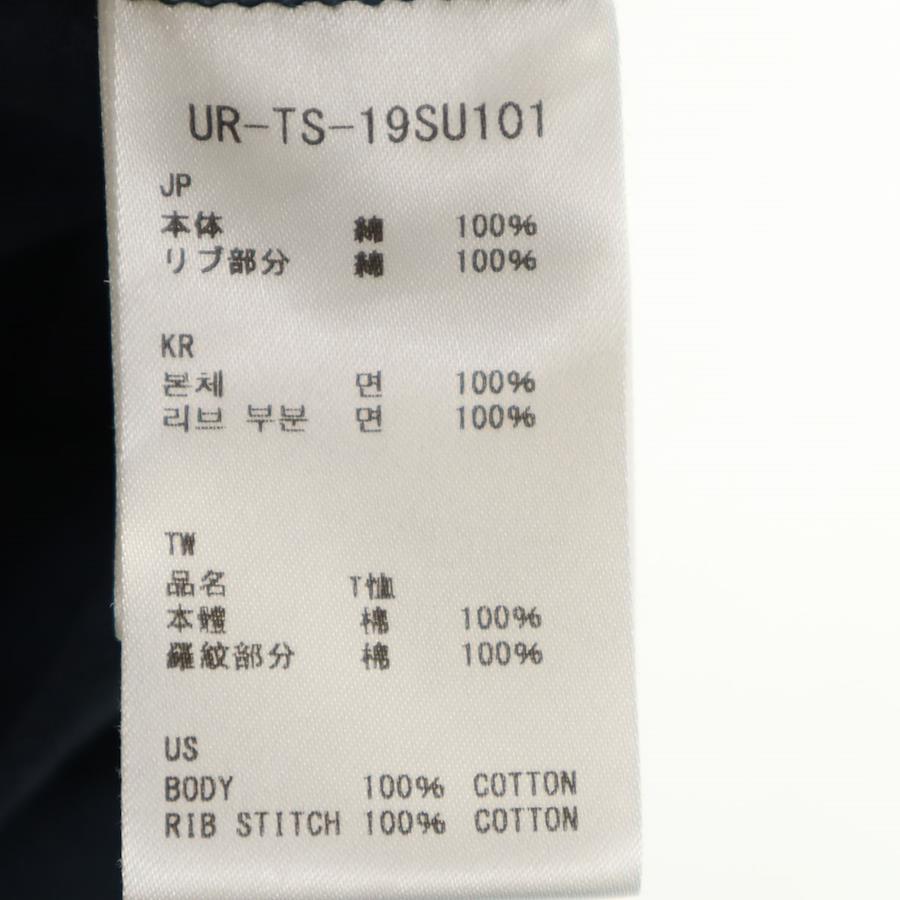 UR-TS-19SU101
JP
本体 綿 100%
リブ部分 綿 100%
KR
본체 면 100%
리브 부분 면 100%
TW
品名 T恤
本體 棉 100%
羅紋部分 棉 100%
US
BODY 100% COTTON
RIB STITCH 100% COTTON